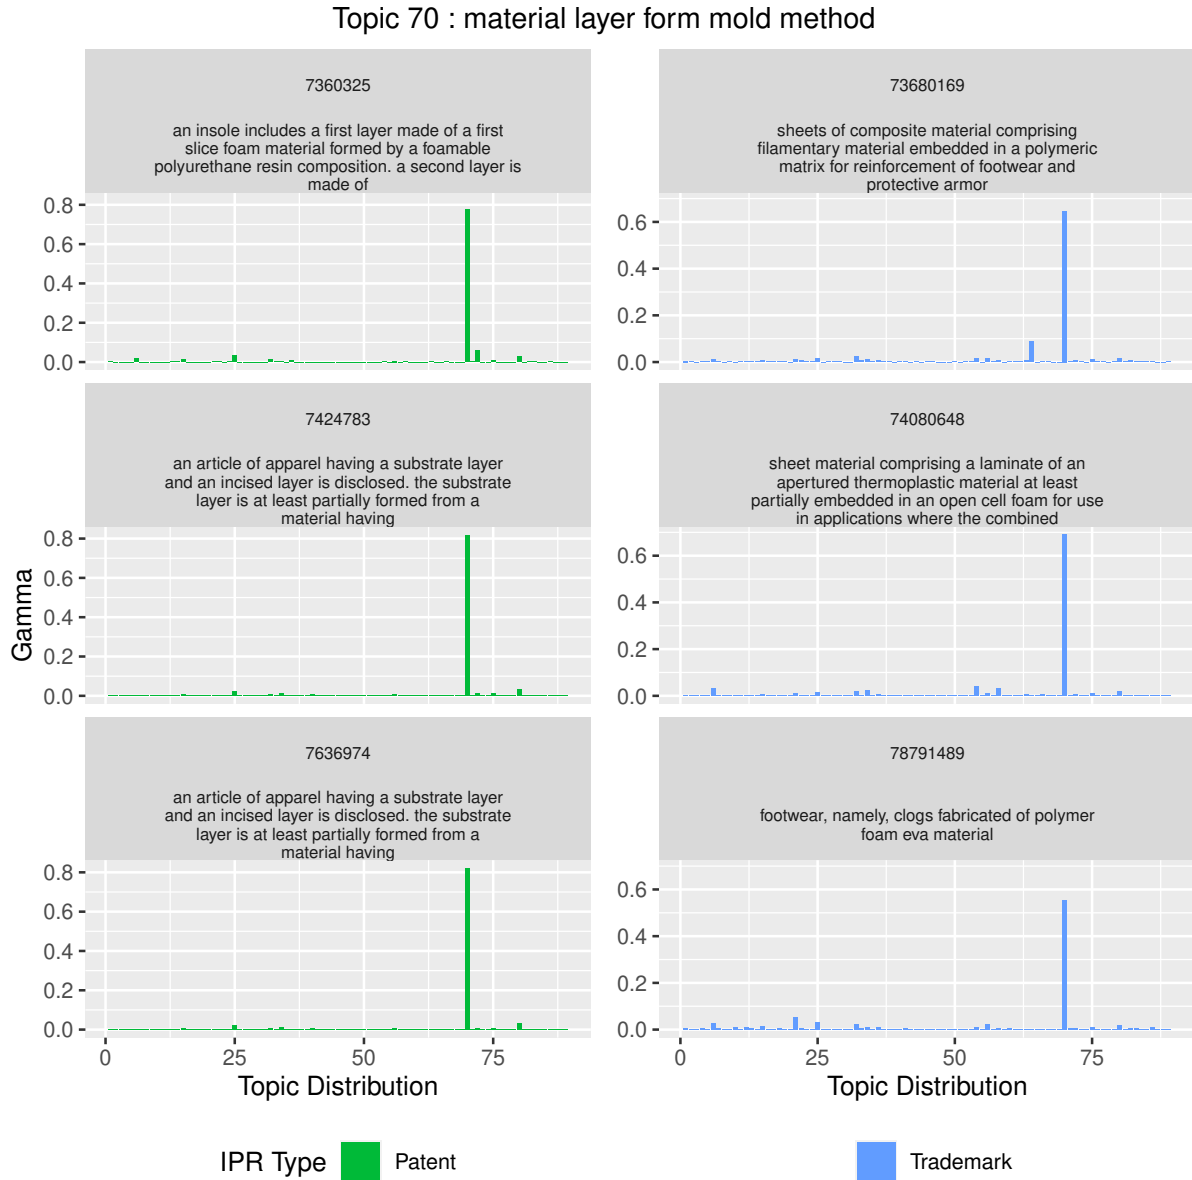 Topic 70 : material layer form mold method
7360325
an insole includes a first layer made of a first
slice foam material formed by a foamable
polyurethane resin composition. a second layer is
made of
0.8
0.6
0.4
0.2
0.0
73680169
sheets of composite material comprising
filamentary material embedded in a polymeric
matrix for reinforcement of footwear and
protective armor
0.6
0.4
0.2
0.0
7424783
an article of apparel having a substrate layer
and an incised layer is disclosed. the substrate
layer is at least partially formed from a
material having
0.8
0.6
0.4
0.2
0.0
74080648
sheet material comprising a laminate of an
apertured thermoplastic material at least
partially embedded in an open cell foam for use
in applications where the combined
0.6
0.4
0.2
0.0
Gamma
7636974
an article of apparel having a substrate layer
and an incised layer is disclosed. the substrate
layer is at least partially formed from a
material having
0.8
0.6
0.4
0.2
0.0
0 25 50 75
Topic Distribution
78791489
footwear, namely, clogs fabricated of polymer
foam eva material
0.6
0.4
0.2
0.0
0 25 50 75
Topic Distribution
IPR Type Patent Trademark